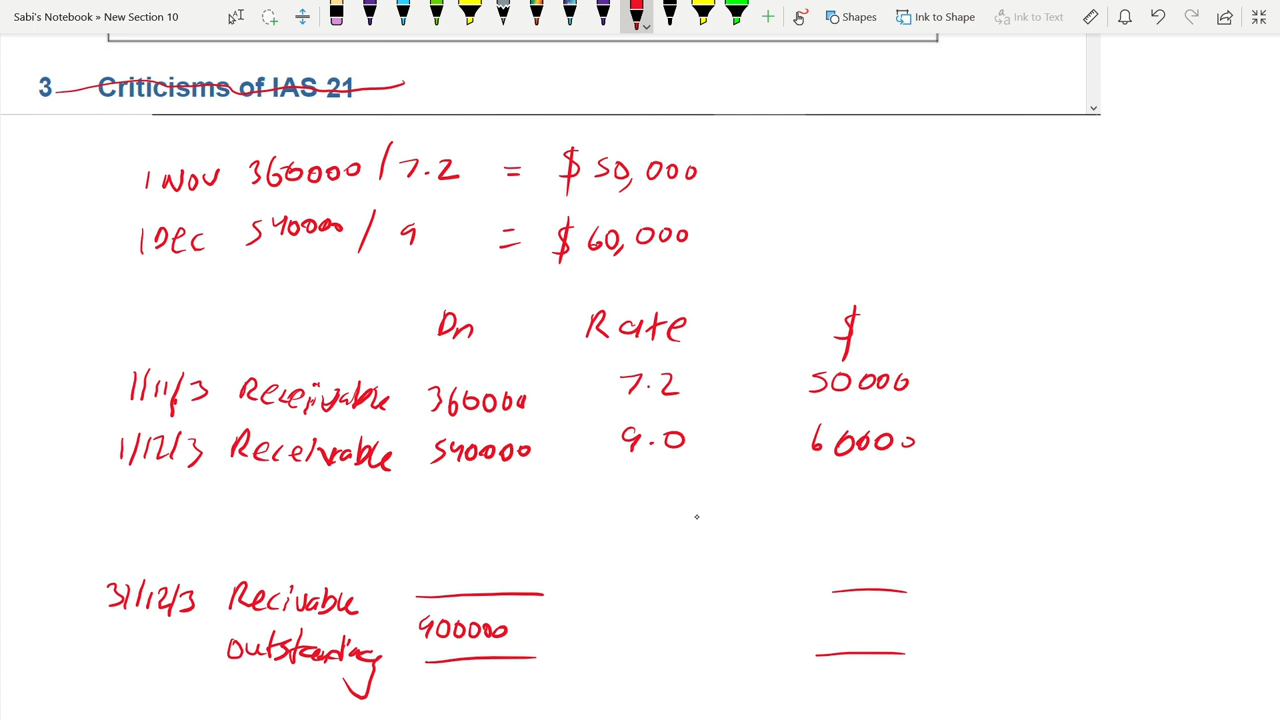 Sabi's Notebook » New Section 10
Shapes
Ink to Shape
Ink to Text
3 Criticisms of IAS 21
1 Nov 360000 / 7.2 = $ 50,000
1 Dec 540000 / 9 = $ 60,000
Dn Rate $
1/11/3 Receivable 360000 7.2 50000
1/12/3 Receivable 540000 9.0 60000
31/12/3 Recivable
outstanding 900000